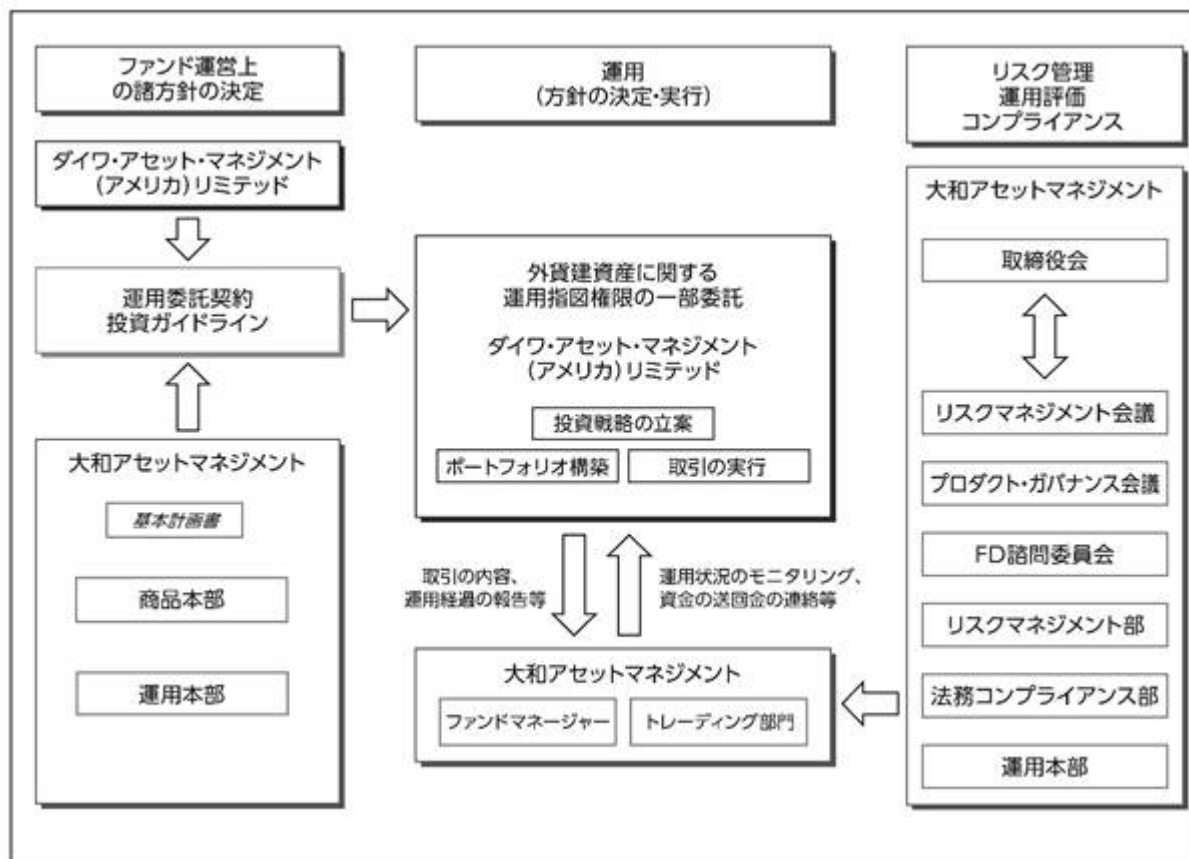 ファンド運営上
の諸方針の決定
ダイワ・アセット・マネジメント
(アメリカ)リミテッド
運用委託契約
投資ガイドライン
大和アセットマネジメント
基本計画書
商品本部
運用本部
運用
(方針の決定・実行)
外貨建資産に関する
運用指図権限の一部委託
ダイワ・アセット・マネジメント
(アメリカ)リミテッド
投資戦略の立案
ポートフォリオ構築
取引の実行
取引の内容、
運用経過の報告等
運用状況のモニタリング、
資金の送回金の連絡等
大和アセットマネジメント
ファンドマネージャー
トレーディング部門
リスク管理
運用評価
コンプライアンス
大和アセットマネジメント
取締役会
リスクマネジメント会議
プロダクト・ガバナンス会議
FD諮問委員会
リスクマネジメント部
法務コンプライアンス部
運用本部